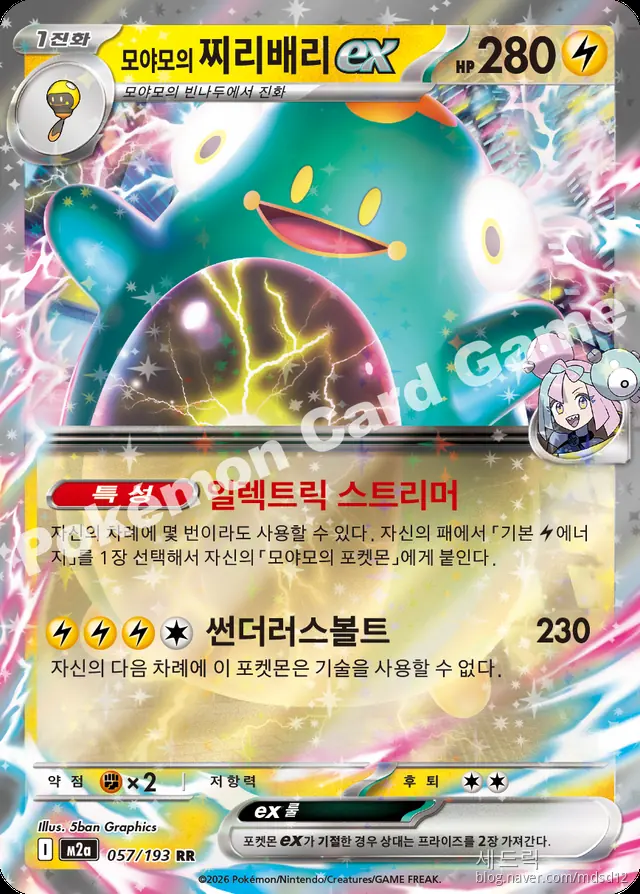 1진화
모야모의 찌리배리 ex HP 280
모야모의 빈나두에서 진화
Pokémon Card Game
특성 일렉트릭 스트리머
자신의 차례에 몇 번이라도 사용할 수 있다. 자신의 패에서 「기본 에너
지」를 1장 선택해서 자신의 「모야모의 포켓몬」에게 붙인다.
썬더러스볼트 230
자신의 다음 차례에 이 포켓몬은 기술을 사용할 수 없다.
약점 ×2 저항력 후퇴
ex 룰
포켓몬 ex가 기절한 경우 상대는 프라이즈를 2장 가져간다.
Illus. 5ban Graphics
I m2a 057/193 RR
©2026 Pokémon/Nintendo/Creatures/GAME FREAK.
세드릭
blog.naver.com/mdsd12